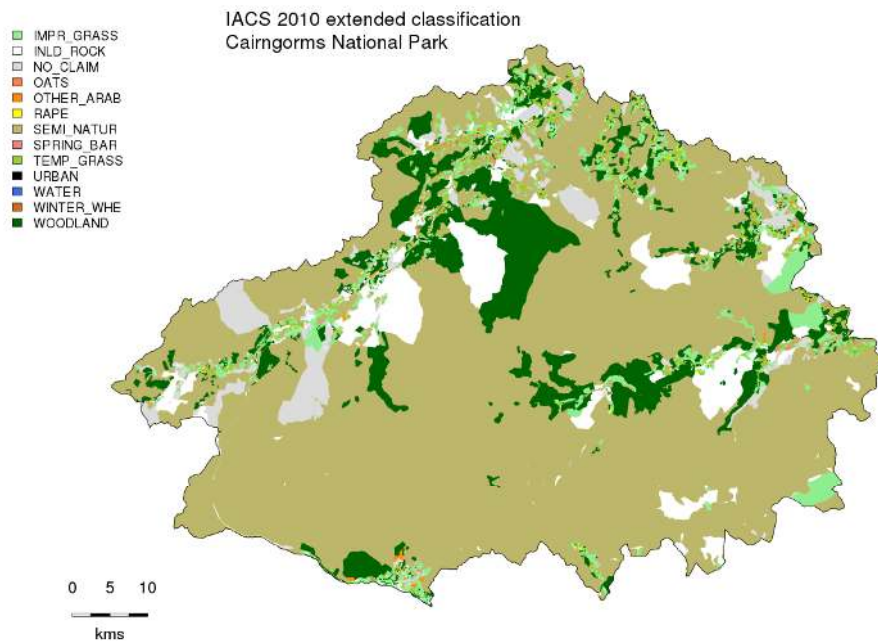 IACS 2010 extended classification
Cairngorms National Park
IMPR_GRASS
INLD_ROCK
NO_CLAIM
OATS
OTHER_ARAB
RAPE
SEMI_NATUR
SPRING_BAR
TEMP_GRASS
URBAN
WATER
WINTER_WHE
WOODLAND
0 5 10
kms